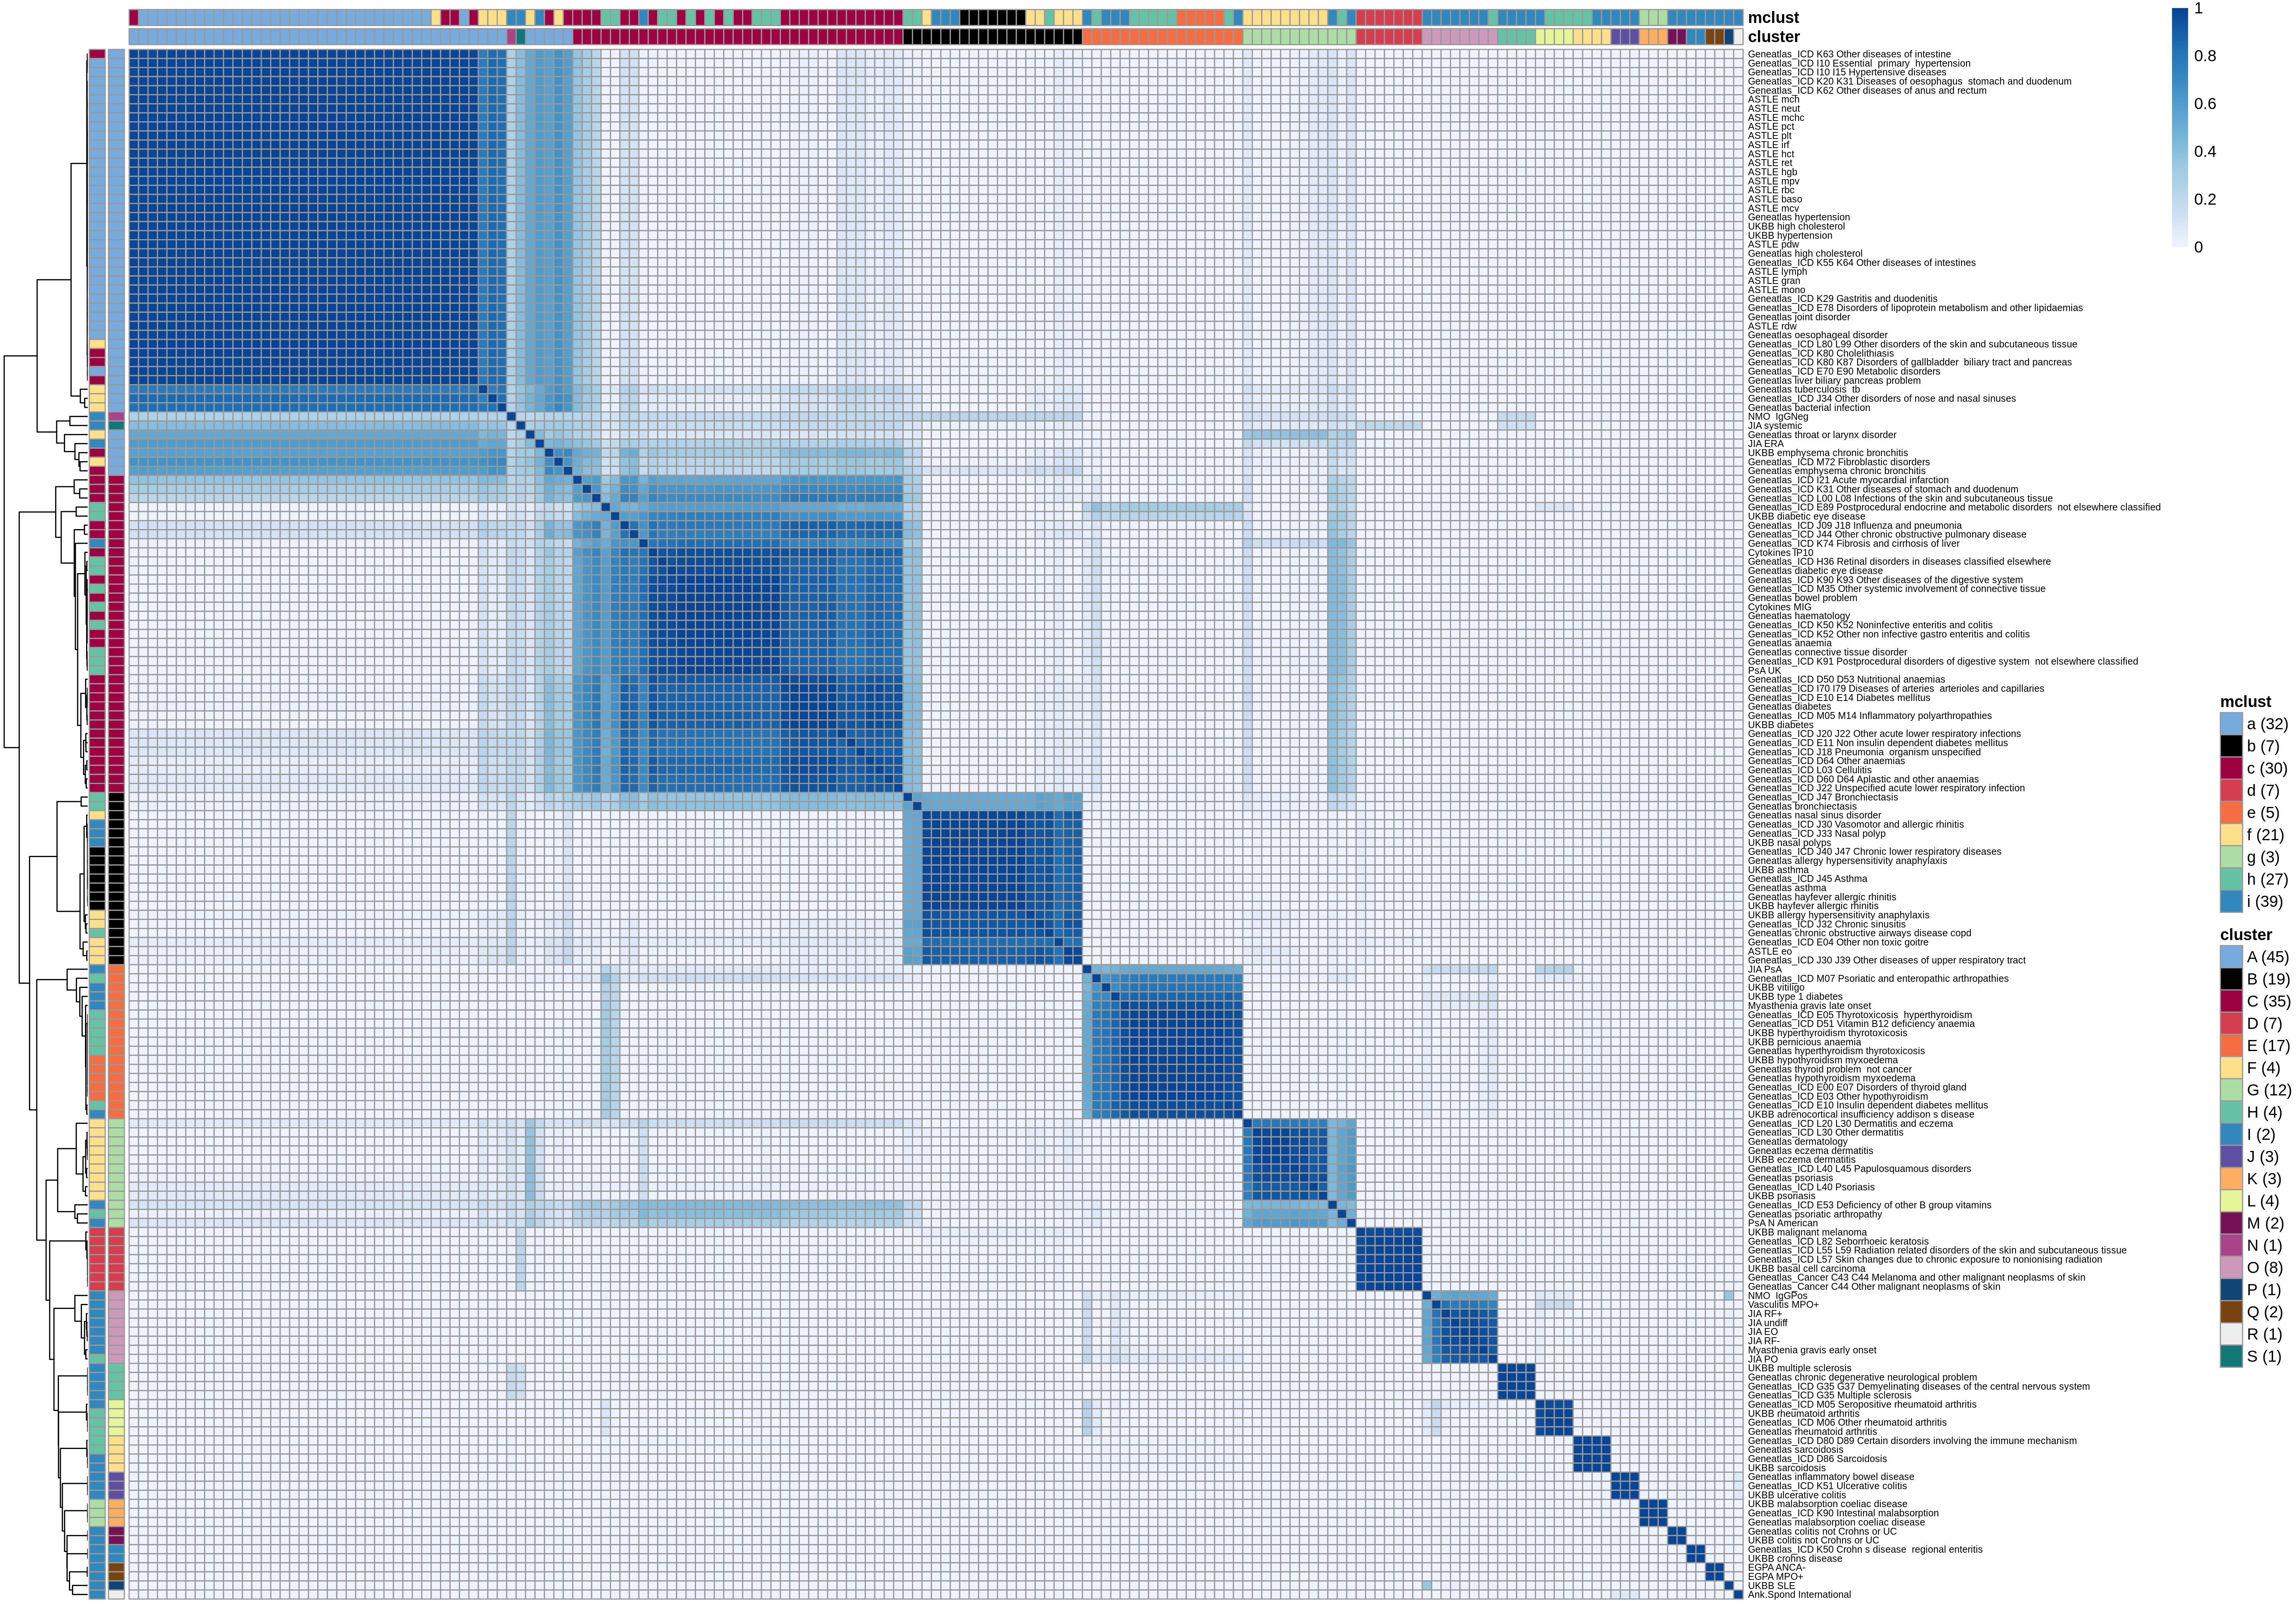 mclust
cluster
1
0.8
0.6
0.4
0.2
0
Geneatlas_ICD K63 Other diseases of intestine
Geneatlas_ICD I10 Essential primary hypertension
Geneatlas_ICD I10 I15 Hypertensive diseases
Geneatlas_ICD K20 K31 Diseases of oesophagus stomach and duodenum
Geneatlas_ICD K62 Other diseases of anus and rectum
ASTLE mch
ASTLE neut
ASTLE mchc
ASTLE pct
ASTLE plt
ASTLE irf
ASTLE hct
ASTLE ret
ASTLE hgb
ASTLE mpv
ASTLE rbc
ASTLE baso
ASTLE mcv
Geneatlas hypertension
UKBB high cholesterol
UKBB hypertension
ASTLE pdw
Geneatlas high cholesterol
Geneatlas_ICD K55 K64 Other diseases of intestines
ASTLE lymph
ASTLE gran
ASTLE mono
Geneatlas_ICD K29 Gastritis and duodenitis
Geneatlas_ICD E78 Disorders of lipoprotein metabolism and other lipidaemias
Geneatlas joint disorder
ASTLE rdw
Geneatlas oesophageal disorder
Geneatlas_ICD L80 L99 Other disorders of the skin and subcutaneous tissue
Geneatlas_ICD K80 Cholelithiasis
Geneatlas_ICD K80 K87 Disorders of gallbladder biliary tract and pancreas
Geneatlas_ICD E70 E90 Metabolic disorders
Geneatlas liver biliary pancreas problem
Geneatlas tuberculosis tb
Geneatlas_ICD J34 Other disorders of nose and nasal sinuses
Geneatlas bacterial infection
NMO IgGNeg
JIA systemic
Geneatlas throat or larynx disorder
JIA ERA
UKBB emphysema chronic bronchitis
Geneatlas_ICD M72 Fibroblastic disorders
Geneatlas emphysema chronic bronchitis
Geneatlas_ICD I21 Acute myocardial infarction
Geneatlas_ICD K31 Other diseases of stomach and duodenum
Geneatlas_ICD L00 L08 Infections of the skin and subcutaneous tissue
Geneatlas_ICD E89 Postprocedural endocrine and metabolic disorders not elsewhere classified
UKBB diabetic eye disease
Geneatlas_ICD J09 J18 Influenza and pneumonia
Geneatlas_ICD J44 Other chronic obstructive pulmonary disease
Geneatlas_ICD K74 Fibrosis and cirrhosis of liver
Cytokines IP10
Geneatlas_ICD H36 Retinal disorders in diseases classified elsewhere
Geneatlas diabetic eye disease
Geneatlas_ICD K90 K93 Other diseases of the digestive system
Geneatlas_ICD M35 Other systemic involvement of connective tissue
Geneatlas bowel problem
Cytokines MIG
Geneatlas haematology
Geneatlas_ICD K50 K52 Noninfective enteritis and colitis
Geneatlas_ICD K52 Other non infective gastro enteritis and colitis
Geneatlas anaemia
Geneatlas connective tissue disorder
Geneatlas_ICD K91 Postprocedural disorders of digestive system not elsewhere classified
PsA UK
Geneatlas_ICD D50 D53 Nutritional anaemias
Geneatlas_ICD I70 I79 Diseases of arteries arterioles and capillaries
Geneatlas_ICD E10 E14 Diabetes mellitus
Geneatlas diabetes
Geneatlas_ICD M05 M14 Inflammatory polyarthropathies
UKBB diabetes
Geneatlas_ICD J20 J22 Other acute lower respiratory infections
Geneatlas_ICD E11 Non insulin dependent diabetes mellitus
Geneatlas_ICD J18 Pneumonia organism unspecified
Geneatlas_ICD D64 Other anaemias
Geneatlas_ICD L03 Cellulitis
Geneatlas_ICD D60 D64 Aplastic and other anaemias
Geneatlas_ICD J22 Unspecified acute lower respiratory infection
Geneatlas_ICD J47 Bronchiectasis
Geneatlas bronchiectasis
Geneatlas nasal sinus disorder
Geneatlas_ICD J30 Vasomotor and allergic rhinitis
Geneatlas_ICD J33 Nasal polyp
UKBB nasal polyps
Geneatlas_ICD J40 J47 Chronic lower respiratory diseases
Geneatlas allergy hypersensitivity anaphylaxis
UKBB asthma
Geneatlas_ICD J45 Asthma
Geneatlas asthma
Geneatlas hayfever allergic rhinitis
UKBB hayfever allergic rhinitis
UKBB allergy hypersensitivity anaphylaxis
Geneatlas_ICD J32 Chronic sinusitis
Geneatlas chronic obstructive airways disease copd
Geneatlas_ICD E04 Other non toxic goitre
ASTLE eo
Geneatlas_ICD J30 J39 Other diseases of upper respiratory tract
JIA PsA
Geneatlas_ICD M07 Psoriatic and enteropathic arthropathies
UKBB vitiligo
UKBB type 1 diabetes
Myasthenia gravis late onset
Geneatlas_ICD E05 Thyrotoxicosis hyperthyroidism
Geneatlas_ICD D51 Vitamin B12 deficiency anaemia
UKBB hyperthyroidism thyrotoxicosis
UKBB pernicious anaemia
Geneatlas hyperthyroidism thyrotoxicosis
UKBB hypothyroidism myxoedema
Geneatlas thyroid problem not cancer
Geneatlas hypothyroidism myxoedema
Geneatlas_ICD E00 E07 Disorders of thyroid gland
Geneatlas_ICD E03 Other hypothyroidism
Geneatlas_ICD E10 Insulin dependent diabetes mellitus
UKBB adrenocortical insufficiency addison s disease
Geneatlas_ICD L20 L30 Dermatitis and eczema
Geneatlas_ICD L30 Other dermatitis
Geneatlas dermatology
Geneatlas eczema dermatitis
UKBB eczema dermatitis
Geneatlas_ICD L40 L45 Papulosquamous disorders
Geneatlas psoriasis
Geneatlas_ICD L40 Psoriasis
UKBB psoriasis
Geneatlas_ICD E53 Deficiency of other B group vitamins
Geneatlas psoriatic arthropathy
PsA N American
UKBB malignant melanoma
Geneatlas_ICD L82 Seborrhoeic keratosis
Geneatlas_ICD L55 L59 Radiation related disorders of the skin and subcutaneous tissue
Geneatlas_ICD L57 Skin changes due to chronic exposure to nonionising radiation
UKBB basal cell carcinoma
Geneatlas_Cancer C43 C44 Melanoma and other malignant neoplasms of skin
Geneatlas_Cancer C44 Other malignant neoplasms of skin
NMO IgGPos
Vasculitis MPO+
JIA RF+
JIA undiff
JIA EO
JIA RF-
Myasthenia gravis early onset
JIA PO
UKBB multiple sclerosis
Geneatlas chronic degenerative neurological problem
Geneatlas_ICD G35 G37 Demyelinating diseases of the central nervous system
Geneatlas_ICD G35 Multiple sclerosis
Geneatlas_ICD M05 Seropositive rheumatoid arthritis
UKBB rheumatoid arthritis
Geneatlas_ICD M06 Other rheumatoid arthritis
Geneatlas rheumatoid arthritis
Geneatlas_ICD D80 D89 Certain disorders involving the immune mechanism
Geneatlas sarcoidosis
Geneatlas_ICD D86 Sarcoidosis
UKBB sarcoidosis
Geneatlas inflammatory bowel disease
Geneatlas_ICD K51 Ulcerative colitis
UKBB ulcerative colitis
UKBB malabsorption coeliac disease
Geneatlas_ICD K90 Intestinal malabsorption
Geneatlas malabsorption coeliac disease
Geneatlas colitis not Crohns or UC
UKBB colitis not Crohns or UC
Geneatlas_ICD K50 Crohn s disease regional enteritis
UKBB crohns disease
EGPA ANCA-
EGPA MPO+
UKBB SLE
Ank.Spond International
mclust
a (32)
b (7)
c (30)
d (7)
e (5)
f (21)
g (3)
h (27)
i (39)
cluster
A (45)
B (19)
C (35)
D (7)
E (17)
F (4)
G (12)
H (4)
I (2)
J (3)
K (3)
L (4)
M (2)
N (1)
O (8)
P (1)
Q (2)
R (1)
S (1)